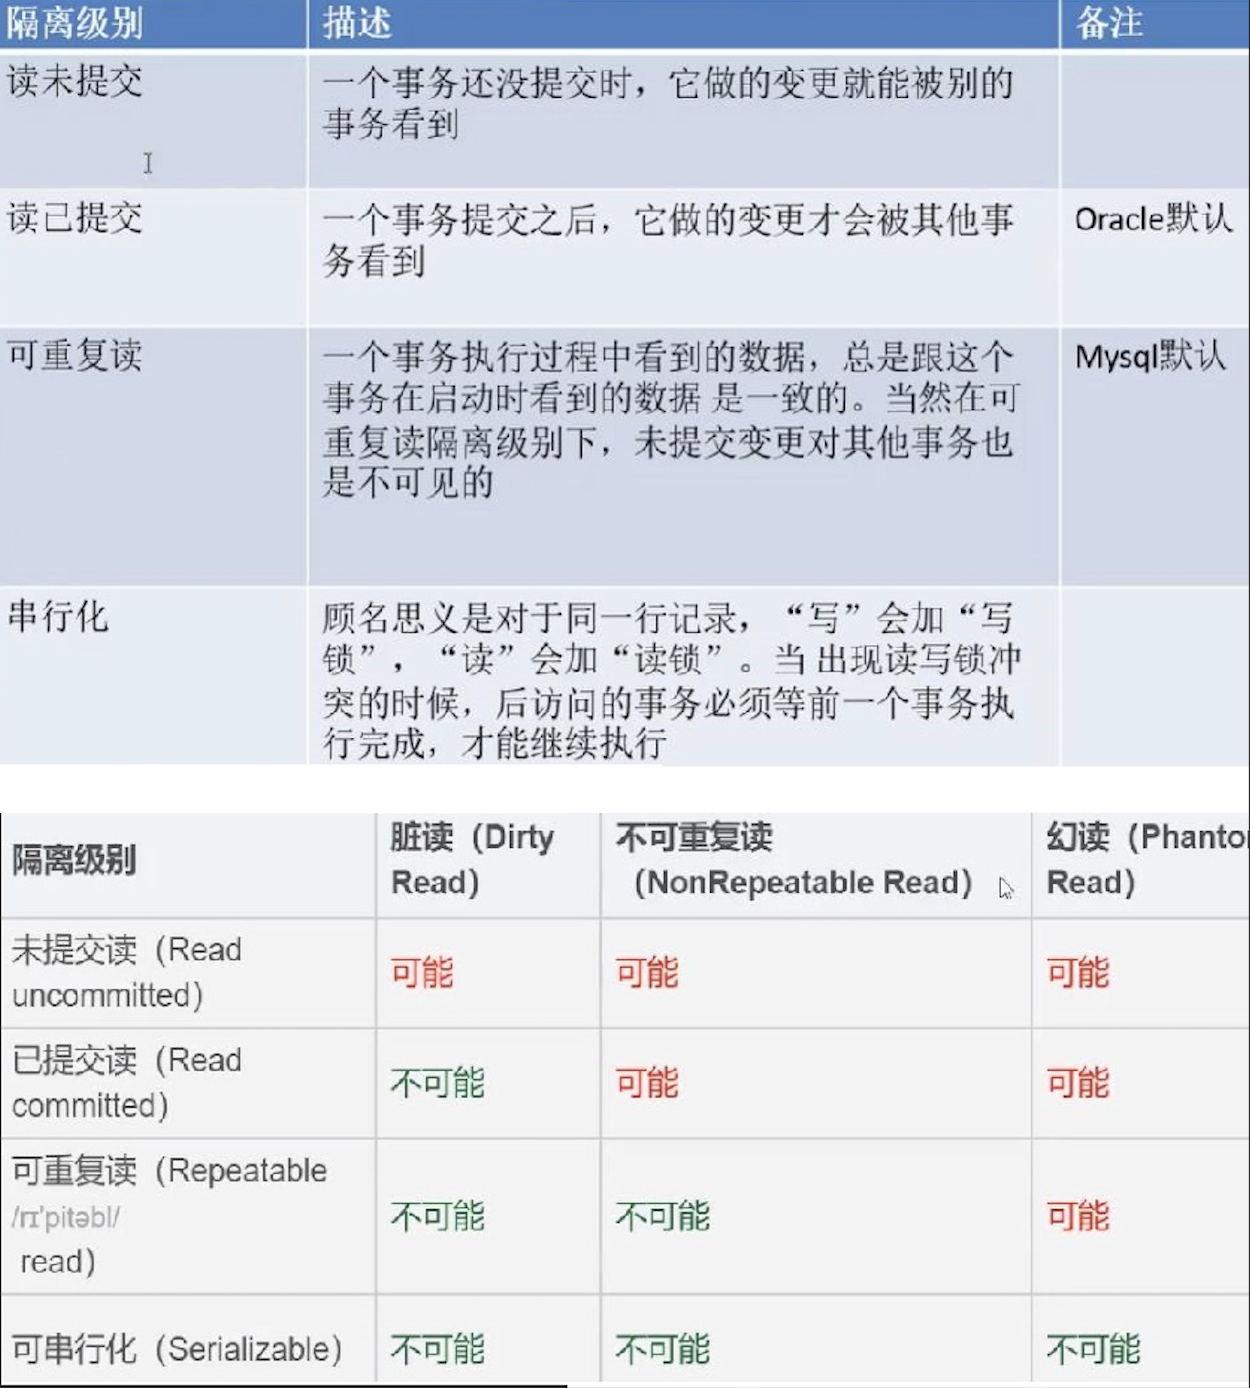 隔离级别 描述 备注
读未提交 一个事务还没提交时，它做的变更就能被别的
事务看到
读已提交 一个事务提交之后，它做的变更才会被其他事 Oracle默认
务看到
可重复读 一个事务执行过程中看到的数据，总是跟这个 Mysql默认
事务在启动时看到的数据 是一致的。当然在可
重复读隔离级别下，未提交变更对其他事务也
是不可见的
串行化 顾名思义是对于同一行记录，“写”会加“写
锁”，“读”会加“读锁”。当 出现读写锁冲
突的时候，后访问的事务必须等前一个事务执
行完成，才能继续执行
隔离级别 脏读（Dirty 不可重复读 幻读（Phanto
Read） （NonRepeatable Read） Read）
未提交读（Read
uncommitted） 可能 可能 可能
已提交读（Read
committed） 不可能 可能 可能
可重复读（Repeatable
/rɪˈpitəbl/ 不可能 不可能 可能
read）
可串行化（Serializable） 不可能 不可能 不可能